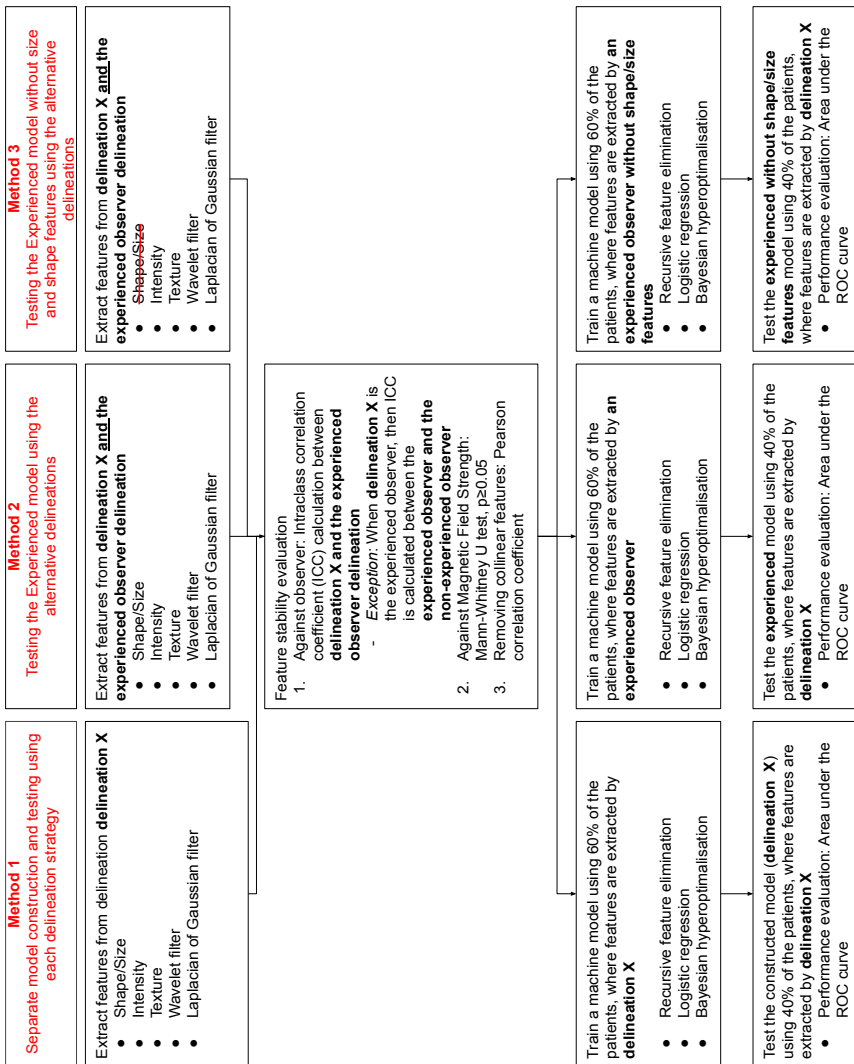 Method 1
Separate model construction and testing using
each delineation strategy
Extract features from delineation delineation X
● Shape/Size
● Intensity
● Texture
● Wavelet filter
● Laplacian of Gaussian filter
Method 2
Testing the Experienced model using the
alternative delineations
Extract features from delineation X and the
experienced observer delineation
● Shape/Size
● Intensity
● Texture
● Wavelet filter
● Laplacian of Gaussian filter
Method 3
Testing the Experienced model without size
and shape features using the alternative
delineations
Extract features from delineation X and the
experienced observer delineation
● Shape/Size
● Intensity
● Texture
● Wavelet filter
● Laplacian of Gaussian filter
Feature stability evaluation
1. Against observer: Intraclass correlation
coefficient (ICC) calculation between
delineation X and the experienced
observer delineation
- Exception: When delineation X is
the experienced observer, then ICC
is calculated between the
experienced observer and the
non-experienced observer
2. Against Magnetic Field Strength:
Mann-Whitney U test, p≥0.05
3. Removing collinear features: Pearson
correlation coefficient
Train a machine model using 60% of the
patients, where features are extracted by
delineation X
● Recursive feature elimination
● Logistic regression
● Bayesian hyperoptimalisation
Train a machine model using 60% of the
patients, where features are extracted by an
experienced observer
● Recursive feature elimination
● Logistic regression
● Bayesian hyperoptimalisation
Train a machine model using 60% of the
patients, where features are extracted by an
experienced observer without shape/size
features
● Recursive feature elimination
● Logistic regression
● Bayesian hyperoptimalisation
Test the constructed model (delineation X)
using 40% of the patients, where features are
extracted by delineation X
● Performance evaluation: Area under the
ROC curve
Test the experienced model using 40% of the
patients, where features are extracted by
delineation X
● Performance evaluation: Area under the
ROC curve
Test the experienced without shape/size
features model using 40% of the patients,
where features are extracted by delineation X
● Performance evaluation: Area under the
ROC curve